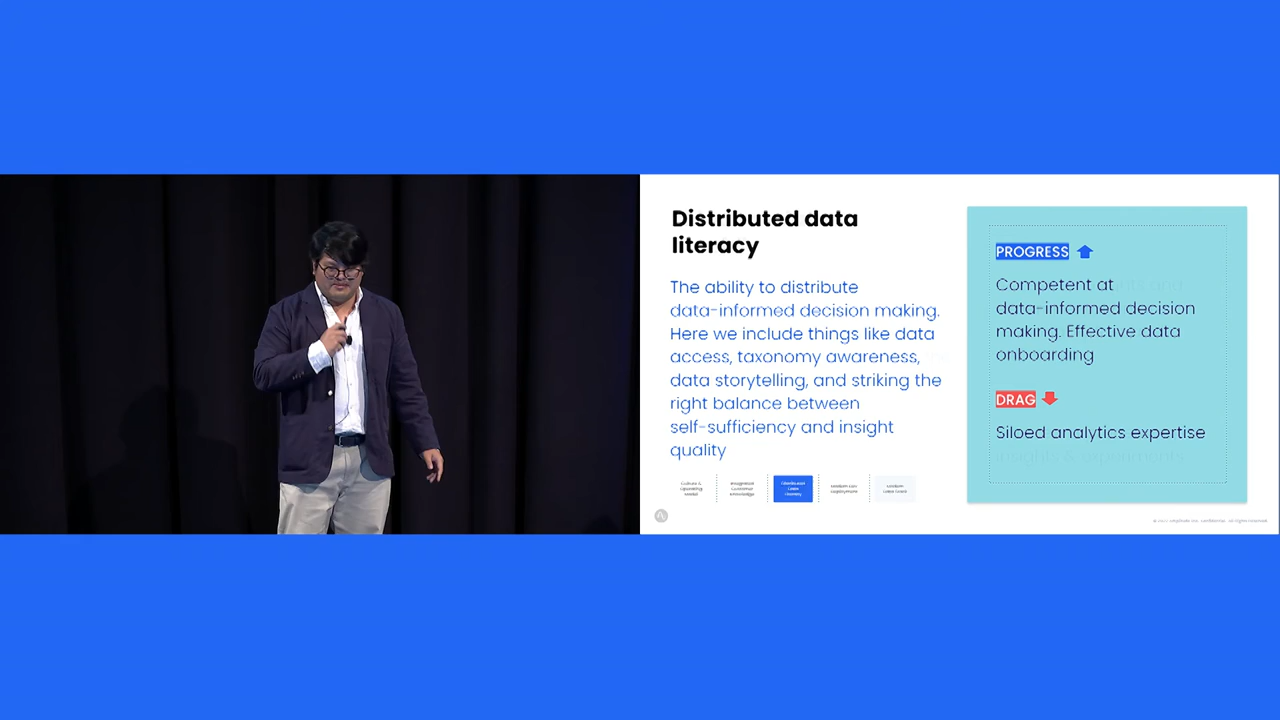 Distributed data
literacy
The ability to distribute
data-informed decision making.
Here we include things like data
access, taxonomy awareness,
data storytelling, and striking the
right balance between
self-sufficiency and insight
quality
PROGRESS
Competent at
data-informed decision
making. Effective data
onboarding
DRAG
Siloed analytics expertise